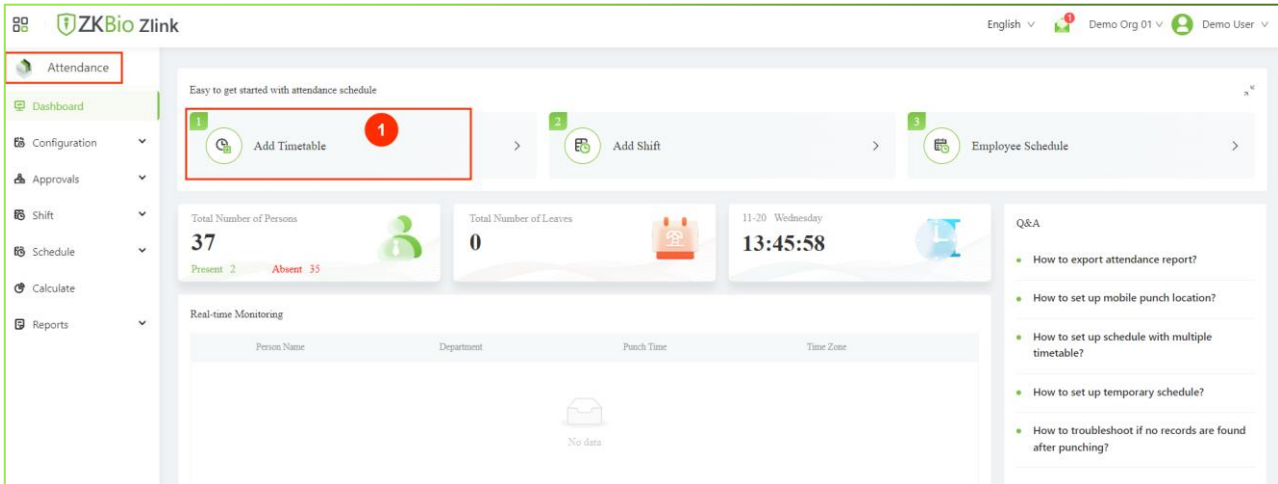 ZKBio Zlink
English
1
Demo Org 01
Demo User
Attendance
Dashboard
Configuration
Approvals
Shift
Schedule
Calculate
Reports
Easy to get started with attendance schedule
1
Add Timetable
1
2
Add Shift
3
Employee Schedule
Total Number of Persons
37
Present 2 Absent 35
Total Number of Leaves
0
11-20 Wednesday
13:45:58
Real-time Monitoring
Person Name Department Punch Time Time Zone
No data
Q&A
How to export attendance report?
How to set up mobile punch location?
How to set up schedule with multiple
timetable?
How to set up temporary schedule?
How to troubleshoot if no records are found
after punching?